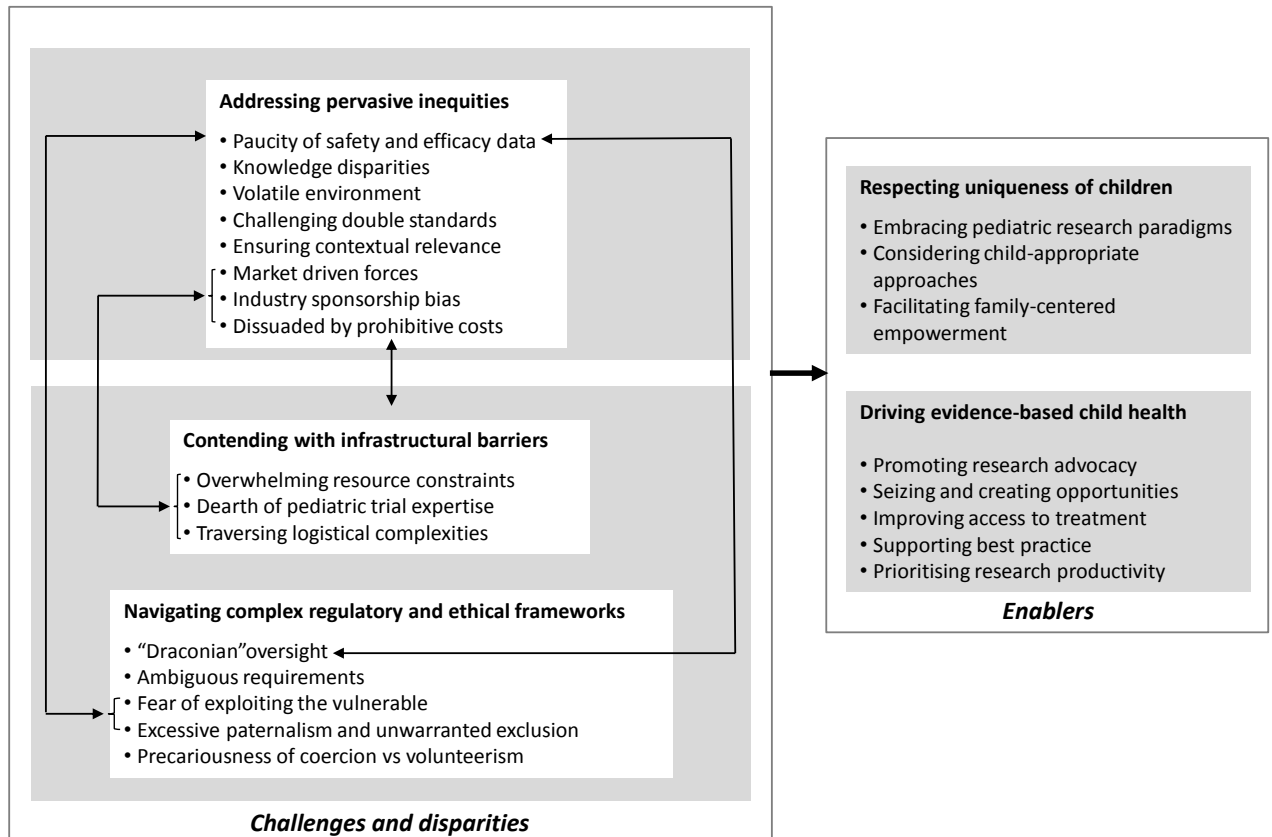 Addressing pervasive inequities
• Paucity of safety and efficacy data
• Knowledge disparities
• Volatile environment
• Challenging double standards
• Ensuring contextual relevance
• Market driven forces
• Industry sponsorship bias
• Dissuaded by prohibitive costs
Contending with infrastructural barriers
• Overwhelming resource constraints
• Dearth of pediatric trial expertise
• Traversing logistical complexities
Navigating complex regulatory and ethical frameworks
• “Draconian”oversight
• Ambiguous requirements
• Fear of exploiting the vulnerable
• Excessive paternalism and unwarranted exclusion
• Precariousness of coercion vs volunteerism
Challenges and disparities
Respecting uniqueness of children
• Embracing pediatric research paradigms
• Considering child-appropriate
approaches
• Facilitating family-centered
empowerment
Driving evidence-based child health
• Promoting research advocacy
• Seizing and creating opportunities
• Improving access to treatment
• Supporting best practice
• Prioritising research productivity
Enablers